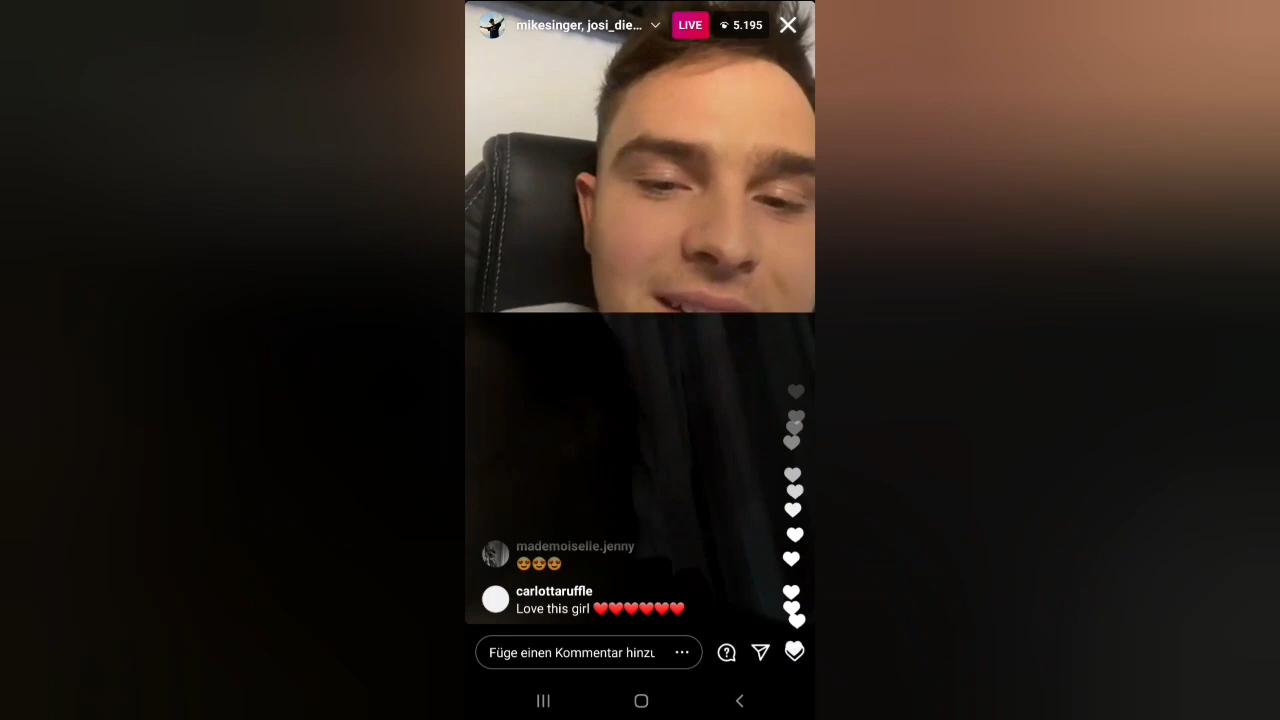 mikesinger, josi_die...
LIVE
5.195
mademoiselle.jenny
😍😍😍
carlottaruffle
Love this girl ❤️❤️❤️❤️❤️❤️
Füge einen Kommentar hinzu